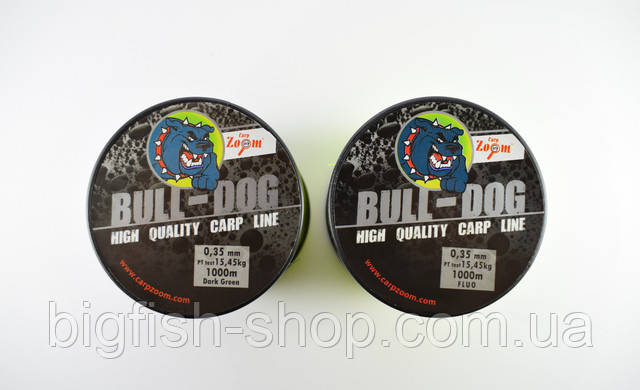 Carp
Zoom
BULL-DOG
HIGH QUALITY CARP LINE
0,35 mm
PT test 15,45kg
1000m
Dark Green
www.carpzoom.com
Carp
Zoom
BULL-DOG
HIGH QUALITY CARP LINE
0,35 mm
PT test 15,45kg
1000m
FLUO
www.carpzoom.com
bigfish-shop.com.ua